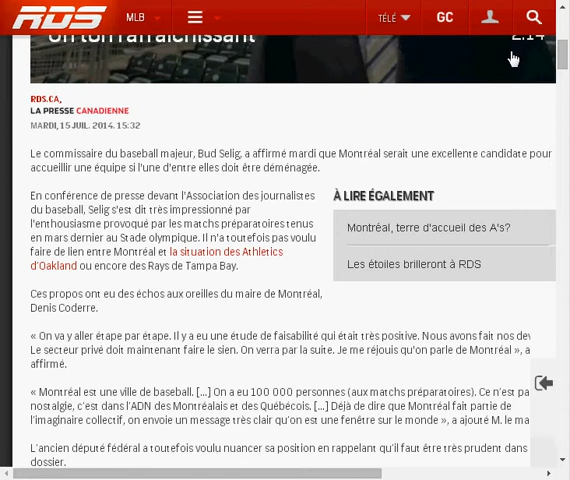 RDS MLB TÉLÉ GC
Un ton rafraîchissant 2:14
RDS.CA,
LA PRESSE CANADIENNE
MARDI, 15 JUIL. 2014. 15:32
Le commissaire du baseball majeur, Bud Selig, a affirmé mardi que Montréal serait une excellente candidate pour
accueillir une équipe si l'une d'entre elles doit être déménagée.
En conférence de presse devant l'Association des journalistes
du baseball, Selig s'est dit très impressionné par
l'enthousiasme provoqué par les matchs préparatoires tenus
en mars dernier au Stade olympique. Il n'a toutefois pas voulu
faire de lien entre Montréal et la situation des Athletics
d'Oakland ou encore des Rays de Tampa Bay.
À LIRE ÉGALEMENT
Montréal, terre d'accueil des A's?
Les étoiles brilleront à RDS
Ces propos ont eu des échos aux oreilles du maire de Montréal,
Denis Coderre.
« On va y aller étape par étape. Il y a eu une étude de faisabilité qui était très positive. Nous avons fait nos
Le secteur privé doit maintenant faire le sien. On verra par la suite. Je me réjouis qu'on parle de Montréal », a
affirmé.
« Montréal est une ville de baseball. [...] On a eu 100 000 personnes (aux matchs préparatoires). Ce n'est pa
nostalgie, c'est dans l'ADN des Montréalais et des Québécois. [...] Déjà de dire que Montréal fait partie de
l'imaginaire collectif, on envoie un message très clair qu'on est une fenêtre sur le monde », a ajouté M. le ma
L'ancien député fédéral a toutefois voulu nuancer sa position en rappelant qu'il faut être très prudent dans
dossier.